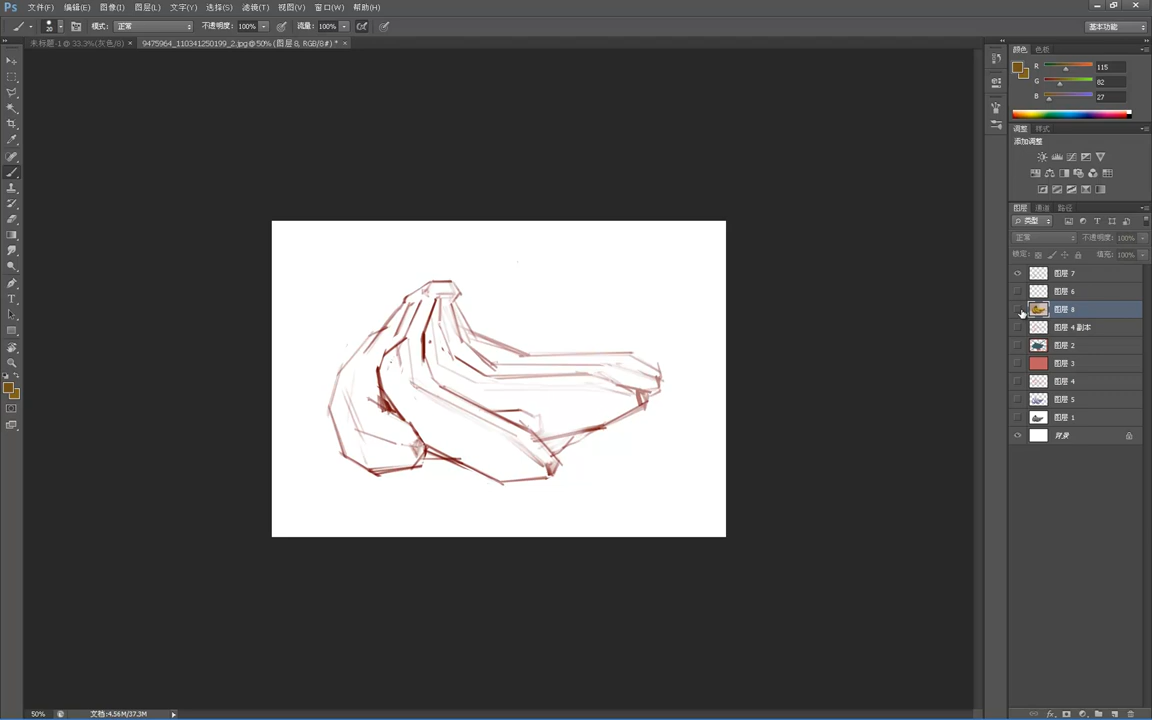 Ps 文件(F) 编辑(E) 图像(I) 图层(L) 文字(Y) 选择(S) 滤镜(T) 视图(V) 窗口(W) 帮助(H)
20 模式: 正常 不透明度: 100% 流量: 100% 基本功能
未标题-1 @ 33.3%(灰色/8) × 9475964_110341250199_2.jpg @ 50% (图层 8, RGB/8#) * ×
颜色 色板
R 115
G 82
B 27
调整 样式
添加调整
图层 通道 路径
类型
正常 不透明度: 100%
锁定: 填充: 100%
图层 7
图层 6
图层 8
图层 4 副本
图层 2
图层 3
图层 4
图层 5
图层 1
背景
50% 文档:4.56M/37.3M